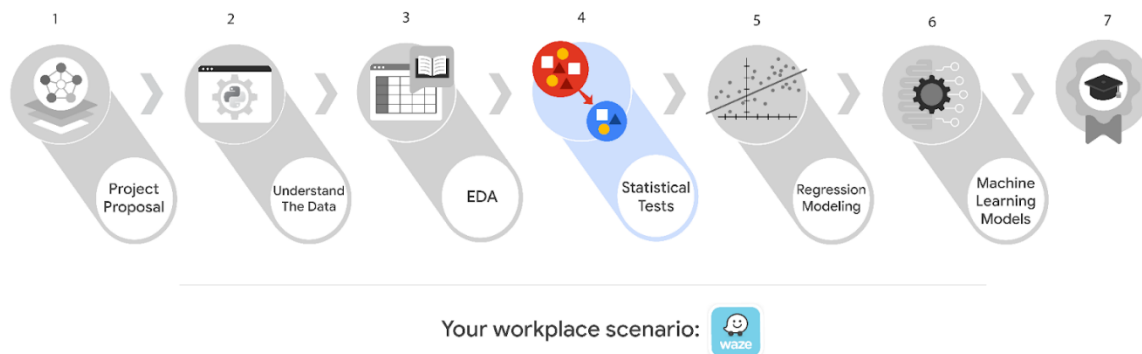 1
2
3
4
5
6
7
Project
Proposal
Understand
The Data
EDA
Statistical
Tests
Regression
Modeling
Machine
Learning
Models
Your workplace scenario:
waze